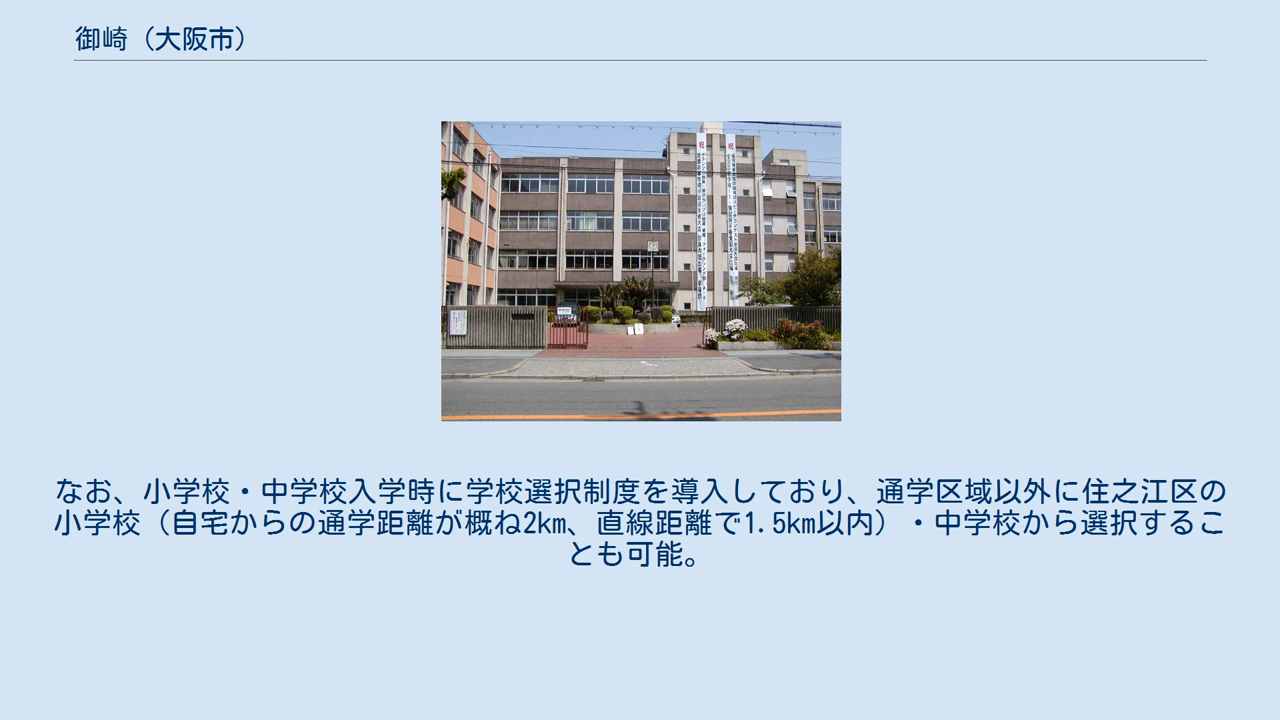 御崎（大阪市）
祝
祝
なお、小学校・中学校入学時に学校選択制度を導入しており、通学区域以外に住之江区の
小学校（自宅からの通学距離が概ね2km、直線距離で1.5km以内）・中学校から選択するこ
とも可能。